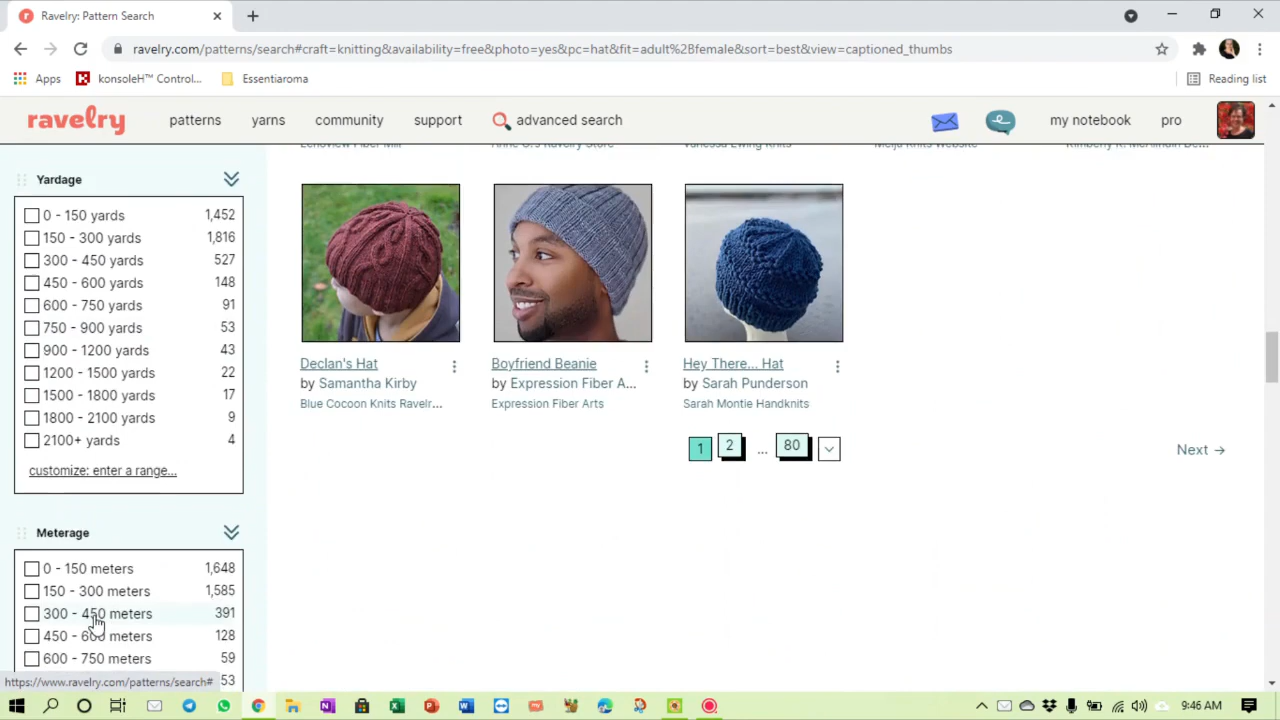 Ravelry: Pattern Search
ravelry.com/patterns/search#craft=knitting&availability=free&photo=yes&pc=hat&fit=adult%2Bfemale&sort=best&view=captioned_thumbs
Apps konsoleH™ Control... Essentiaroma Reading list
ravelry patterns yarns community support advanced search my notebook pro
Yardage
0 - 150 yards 1,452
150 - 300 yards 1,816
300 - 450 yards 527
450 - 600 yards 148
600 - 750 yards 91
750 - 900 yards 53
900 - 1200 yards 43
1200 - 1500 yards 22
1500 - 1800 yards 17
1800 - 2100 yards 9
2100+ yards 4
customize: enter a range...
Meterage
0 - 150 meters 1,648
150 - 300 meters 1,585
300 - 450 meters 391
450 - 600 meters 128
600 - 750 meters 59
53
Declan's Hat
by Samantha Kirby
Blue Cocoon Knits Ravelr...
Boyfriend Beanie
by Expression Fiber A...
Expression Fiber Arts
Hey There... Hat
by Sarah Punderson
Sarah Montie Handknits
1 2 ... 80
Next →
https://www.ravelry.com/patterns/search#
9:46 AM